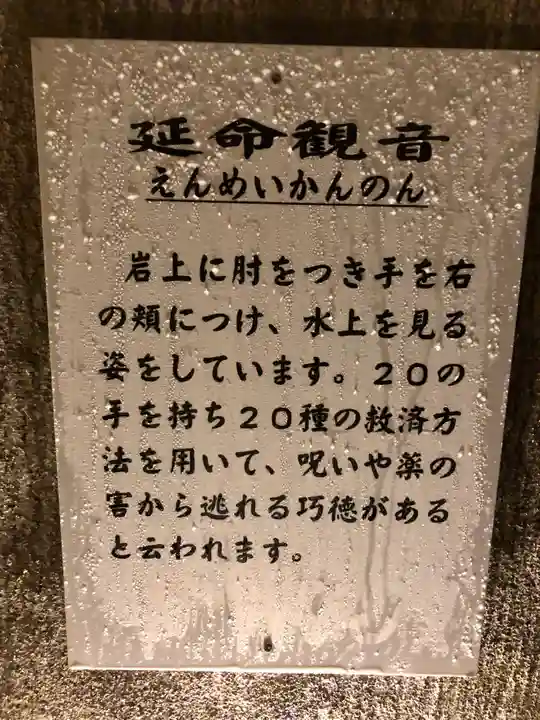 延命観音
えんめいかんのん
岩上に肘をつき手を右
の頬につけ、水上を見る
姿をしています。２０の
手を持ち２０種の救済方
法を用いて、呪いや薬の
害から逃れる巧徳がある
と云われます。